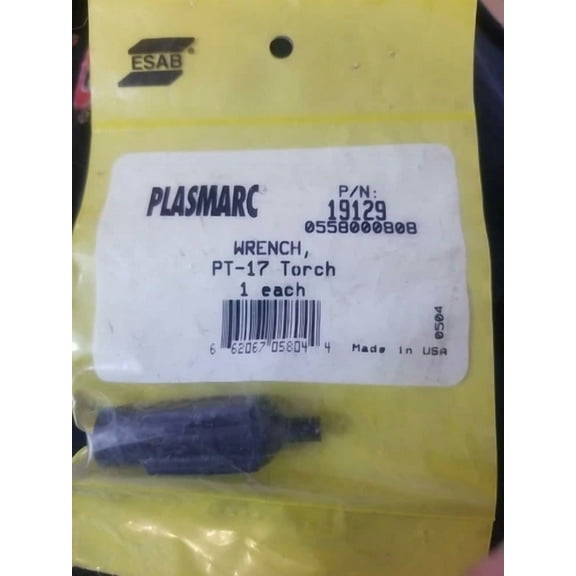 ESAB
PLASMARC
P/N:
19129
0558000808
WRENCH,
PT-17 Torch
1 each
6 62067 05804 4
Made in USA
0504